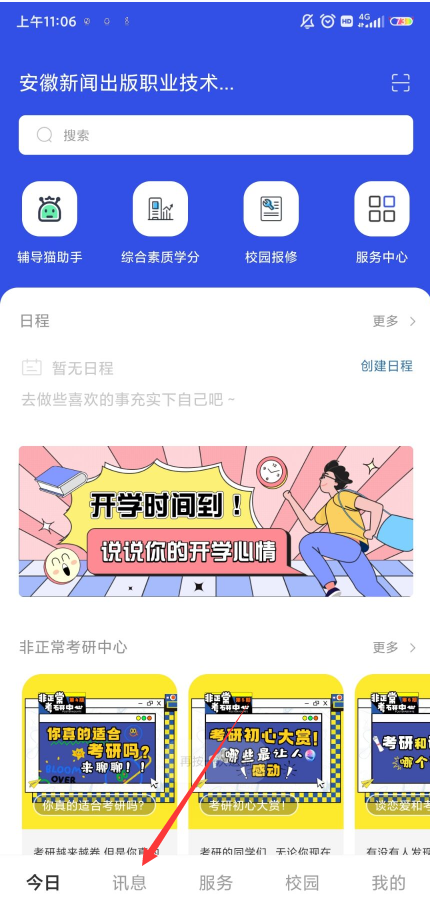 上午11:06
HD 4G
安徽新闻出版职业技术...
搜索
辅导猫助手 综合素质学分 校园报修 服务中心
日程 更多
暂无日程 创建日程
去做些喜欢的事充实下自己吧 ~
开学时间到！
说说你的开学心情
非正常考研中心 更多
非正常 考研中心
你真的适合
考研吗?
来聊聊！
BLOOM
OVER
你真的适合考研吗?
考研越来越卷,但是你真的
非正常 考研中心
考研初心大赏!
哪些最让人
感动
考研初心大赏!
考研的同学们，无论你现在
非正常 考研中心
考研和
哪个
谈恋爱和考
有没有人发现
再按
今日 讯息 服务 校园 我的